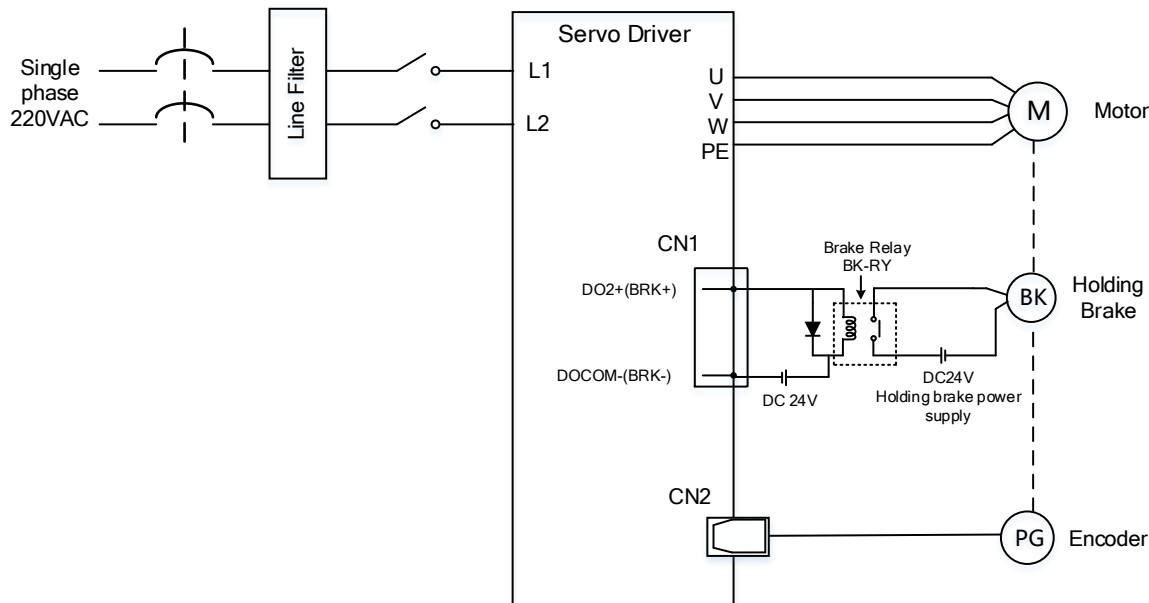 Servo Driver
Single
phase
220VAC
Line Filter
L1
L2
U
V
W
PE
M
Motor
CN1
Brake Relay
BK-RY
DO2+(BRK+)
DOCOM-(BRK-)
DC 24V
DC24V
Holding brake power
supply
BK
Holding
Brake
CN2
PG
Encoder